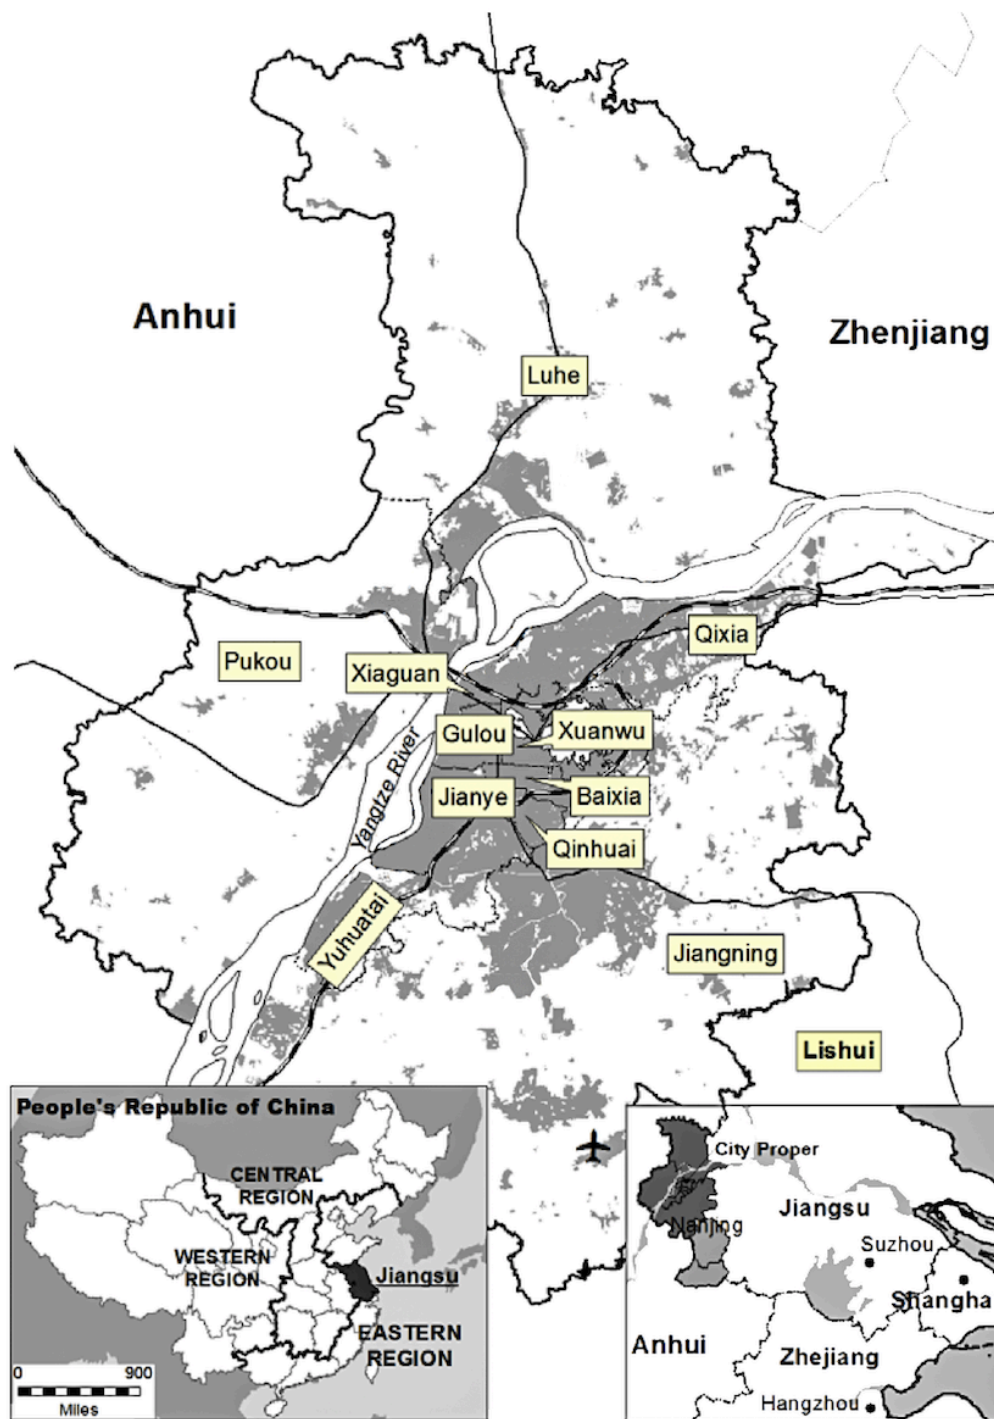 Anhui
Zhenjiang
Luhe
Qixia
Pukou
Xiaguan
Gulou
Xuanwu
Yangtze River
Jianye
Baixia
Qinhuai
Yuhuatai
Jiangning
Lishui
People's Republic of China
CENTRAL
REGION
WESTERN
REGION
Jiangsu
EASTERN
REGION
0 900
Miles
City Proper
Jiangsu
Nanjing
Suzhou
Shangha
Anhui
Zhejiang
Hangzhou